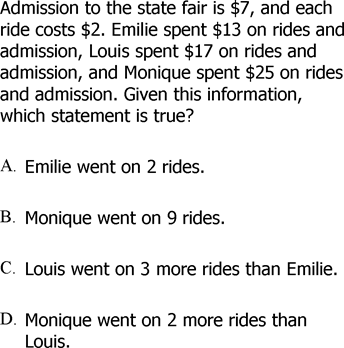 Admission to the state fair is $7, and each
ride costs $2. Emilie spent $13 on rides and
admission, Louis spent $17 on rides and
admission, and Monique spent $25 on rides
and admission. Given this information,
which statement is true?
A. Emilie went on 2 rides.
B. Monique went on 9 rides.
C. Louis went on 3 more rides than Emilie.
D. Monique went on 2 more rides than
Louis.